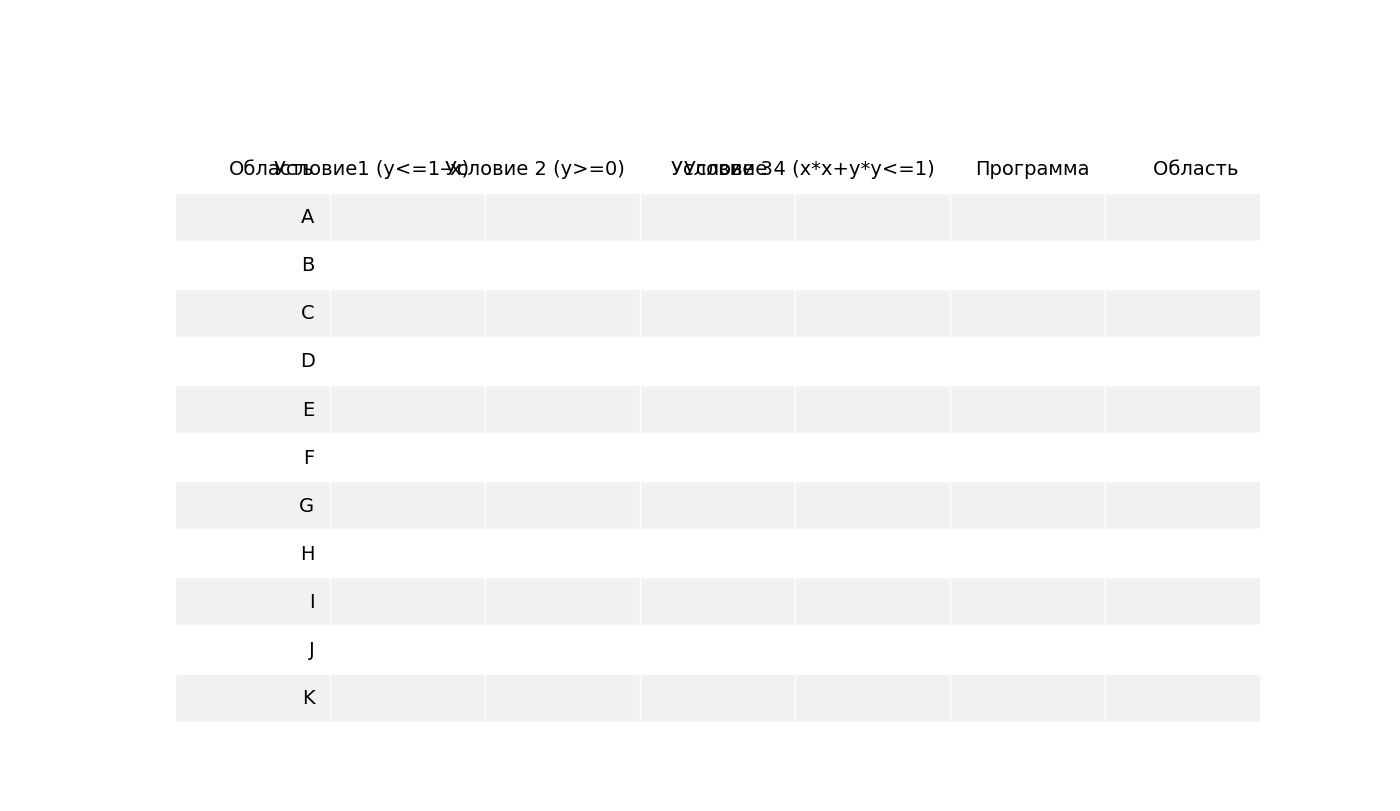 Область Условие1 (y<=1-x) Условие 2 (y>=0) Условие 3 Условие 4 (x*x+y*y<=1) Программа Область
A
B
C
D
E
F
G
H
I
J
K